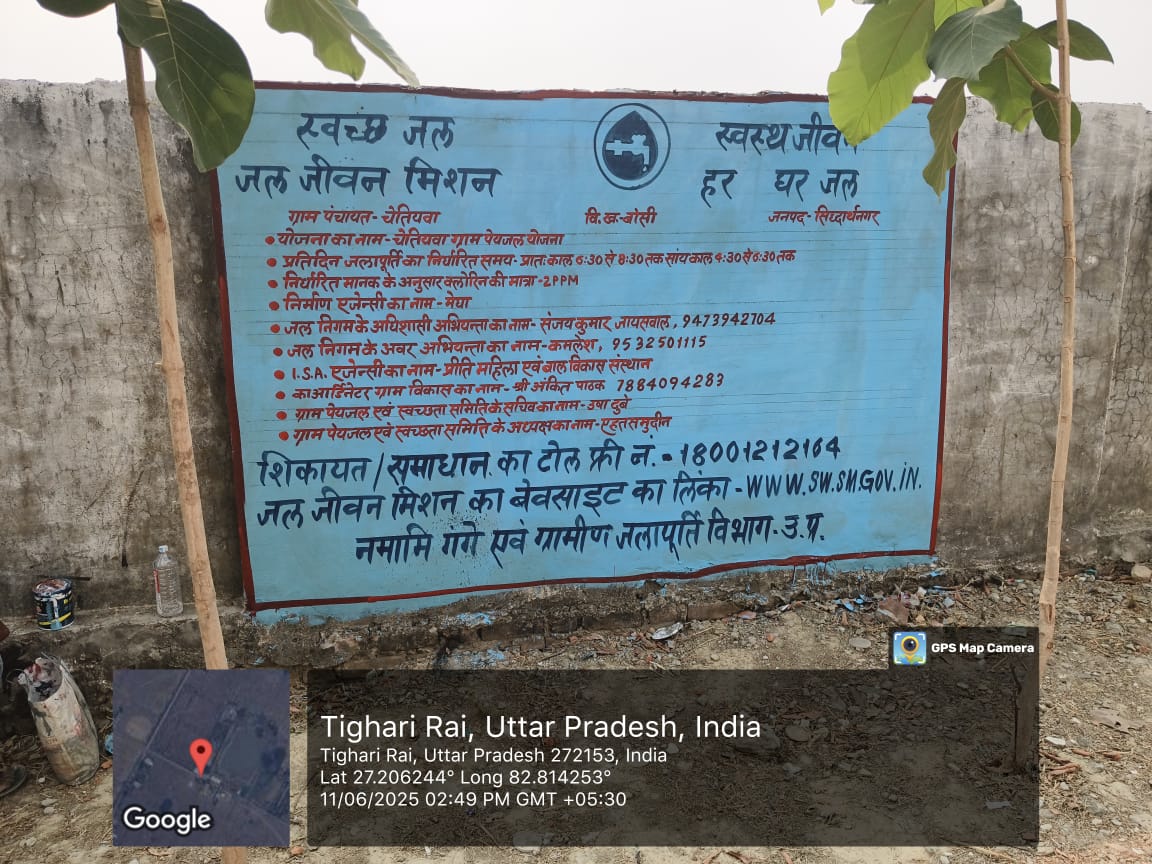 स्वच्छ जल
स्वस्थ जीवन
जल जीवन मिशन
हर घर जल
ग्राम पंचायत- चेतियवा वि.ख.-बांसी जनपद- सिद्धार्थनगर
योजना का नाम- चेतियवा ग्राम पेयजल योजना
प्रतिदिन जलापूर्ति का निर्धारित समय- प्रातःकाल 6:30 से 8:30 तक सांयकाल 4:30 से 6:30 तक
निर्धारित मानक के अनुसार क्लोरिन की मात्रा-2PPM
निर्माण एजेन्सी का नाम- मेघा
जल निगम के अधिशासी अभियन्ता का नाम- संजय कुमार जायसवाल, 9473942704
जल निगम के अवर अभियन्ता का नाम- कमलेश, 9532501115
I.S.A. एजेन्सी का नाम- प्रीति महिला एवं बाल विकास संस्थान
काआर्डिनेटर ग्राम विकास का नाम- श्री अंकित पाठक 7884094283
ग्राम पेयजल एवं स्वच्छता समिति के सचिव का नाम- उषा दुबे
ग्राम पेयजल एवं स्वच्छता समिति के अध्यक्ष का नाम-
शिकायत/समाधान का टोल फ्री नं.- 18001212164
जल जीवन मिशन का बेवसाइट का लिंका -WWW.SW.SM.GOV.iN.
नमामि गगे एवं ग्रामीण जलापूर्ति विभाग- उ.प्र.
GPS Map Camera
Tighari Rai, Uttar Pradesh, India
Tighari Rai, Uttar Pradesh 272153, India
Lat 27.206244° Long 82.814253°
11/06/2025 02:49 PM GMT +05:30
Google